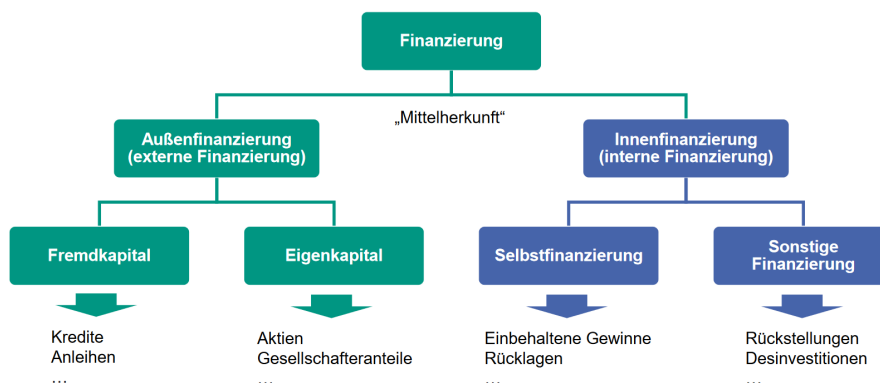 Finanzierung
„Mittelherkunft“
Außenfinanzierung
(externe Finanzierung)
Innenfinanzierung
(interne Finanzierung)
Fremdkapital
Eigenkapital
Selbstfinanzierung
Sonstige
Finanzierung
Kredite
Anleihen
…
Aktien
Gesellschafteranteile
…
Einbehaltene Gewinne
Rücklagen
…
Rückstellungen
Desinvestitionen
…